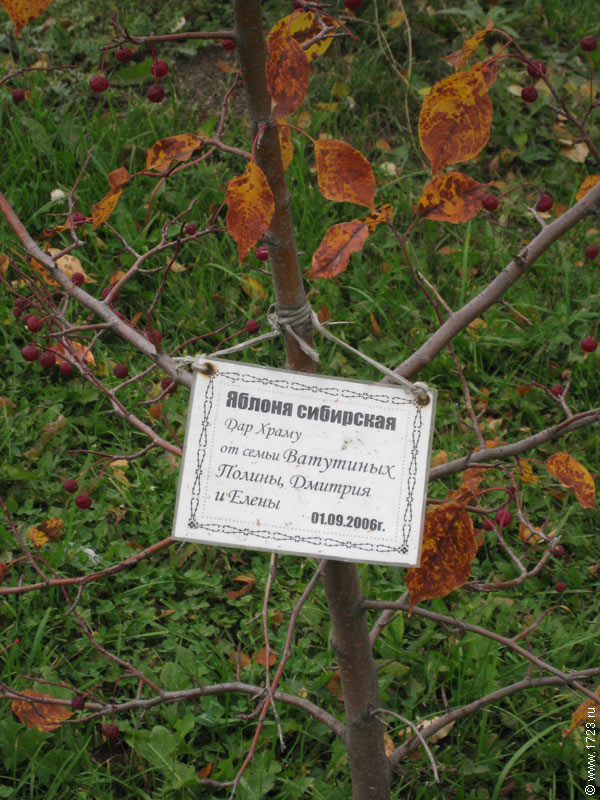 Яблоня сибирская
Дар Храму
от семьи Ватутиных
Полины, Дмитрия
и Елены
01.09.2006г.
© www.1723.ru